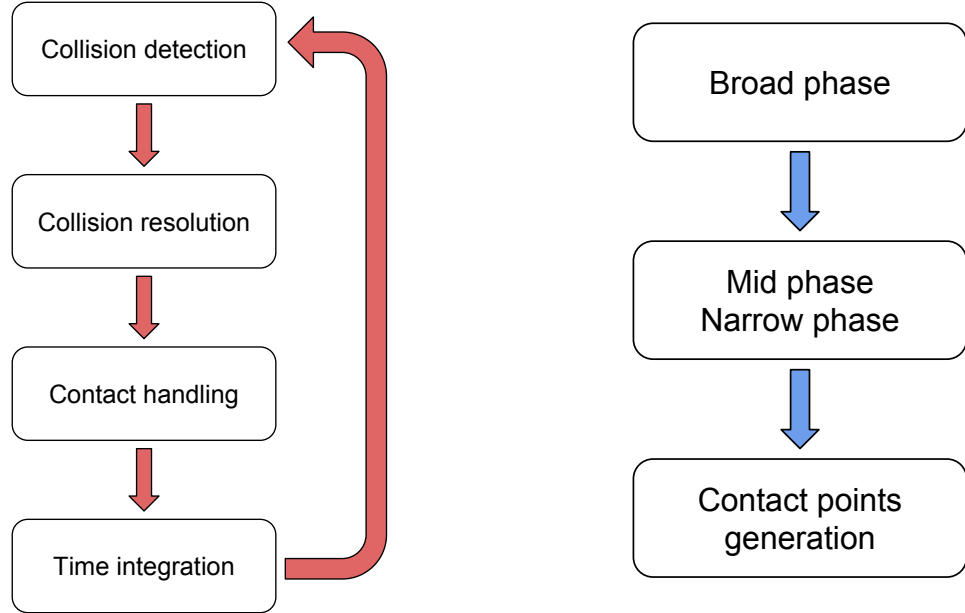 Collision detection
Collision resolution
Contact handling
Time integration
Broad phase
Mid phase
Narrow phase
Contact points
generation